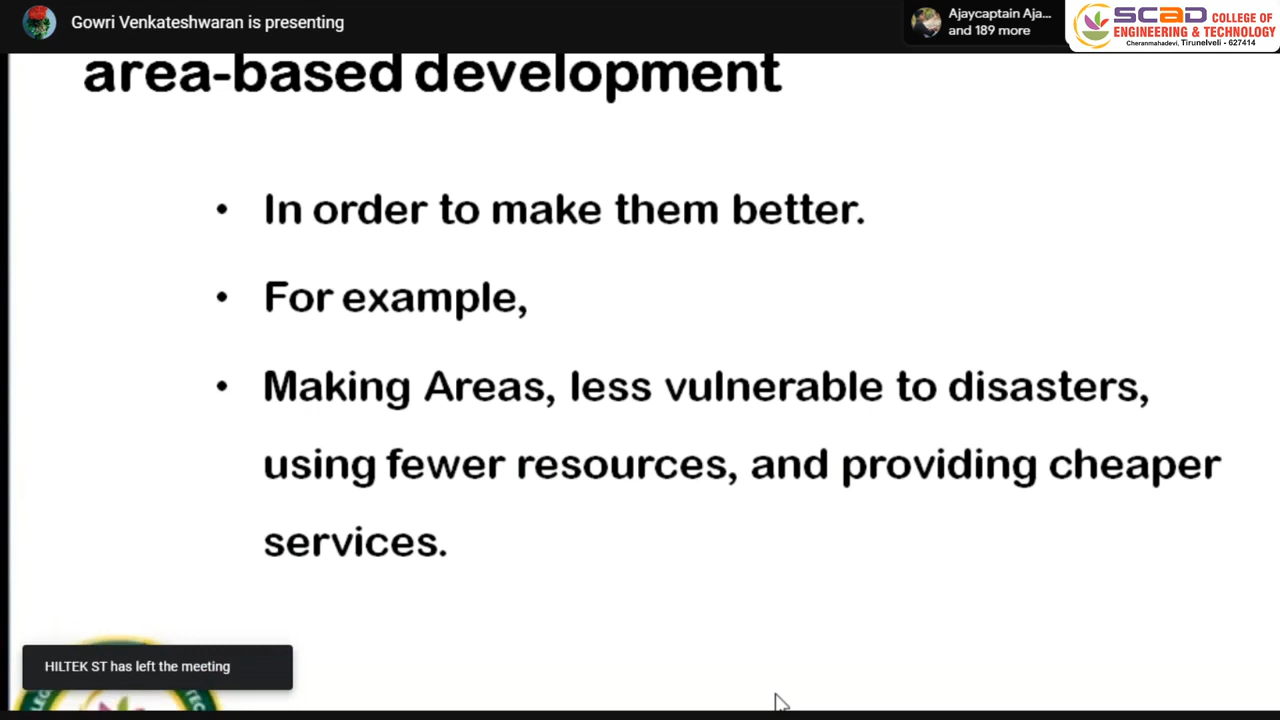 Gowri Venkateshwaran is presenting
Ajaycaptain Aja...
and 189 more
SCAD COLLEGE OF
ENGINEERING & TECHNOLOGY
Cheranmahadevi, Tirunelveli - 627414
area-based development
• In order to make them better.
• For example,
• Making Areas, less vulnerable to disasters,
using fewer resources, and providing cheaper
services.
HILTEK ST has left the meeting